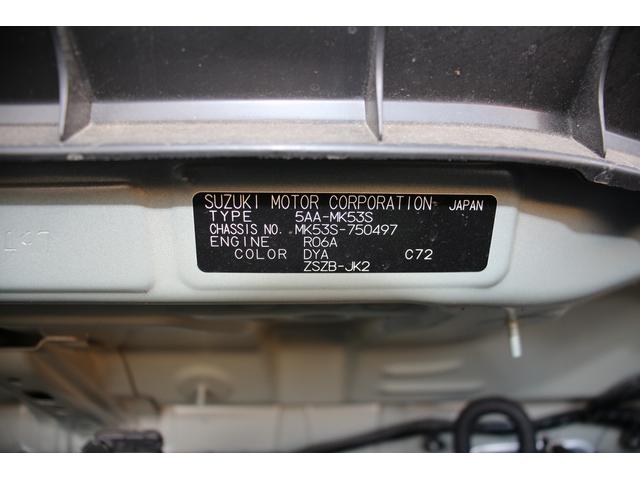 SUZUKI MOTOR CORPORATION JAPAN
TYPE 5AA-MK53S
CHASSIS NO. MK53S-750497
ENGINE R06A
COLOR DYA C72
ZSZB-JK2